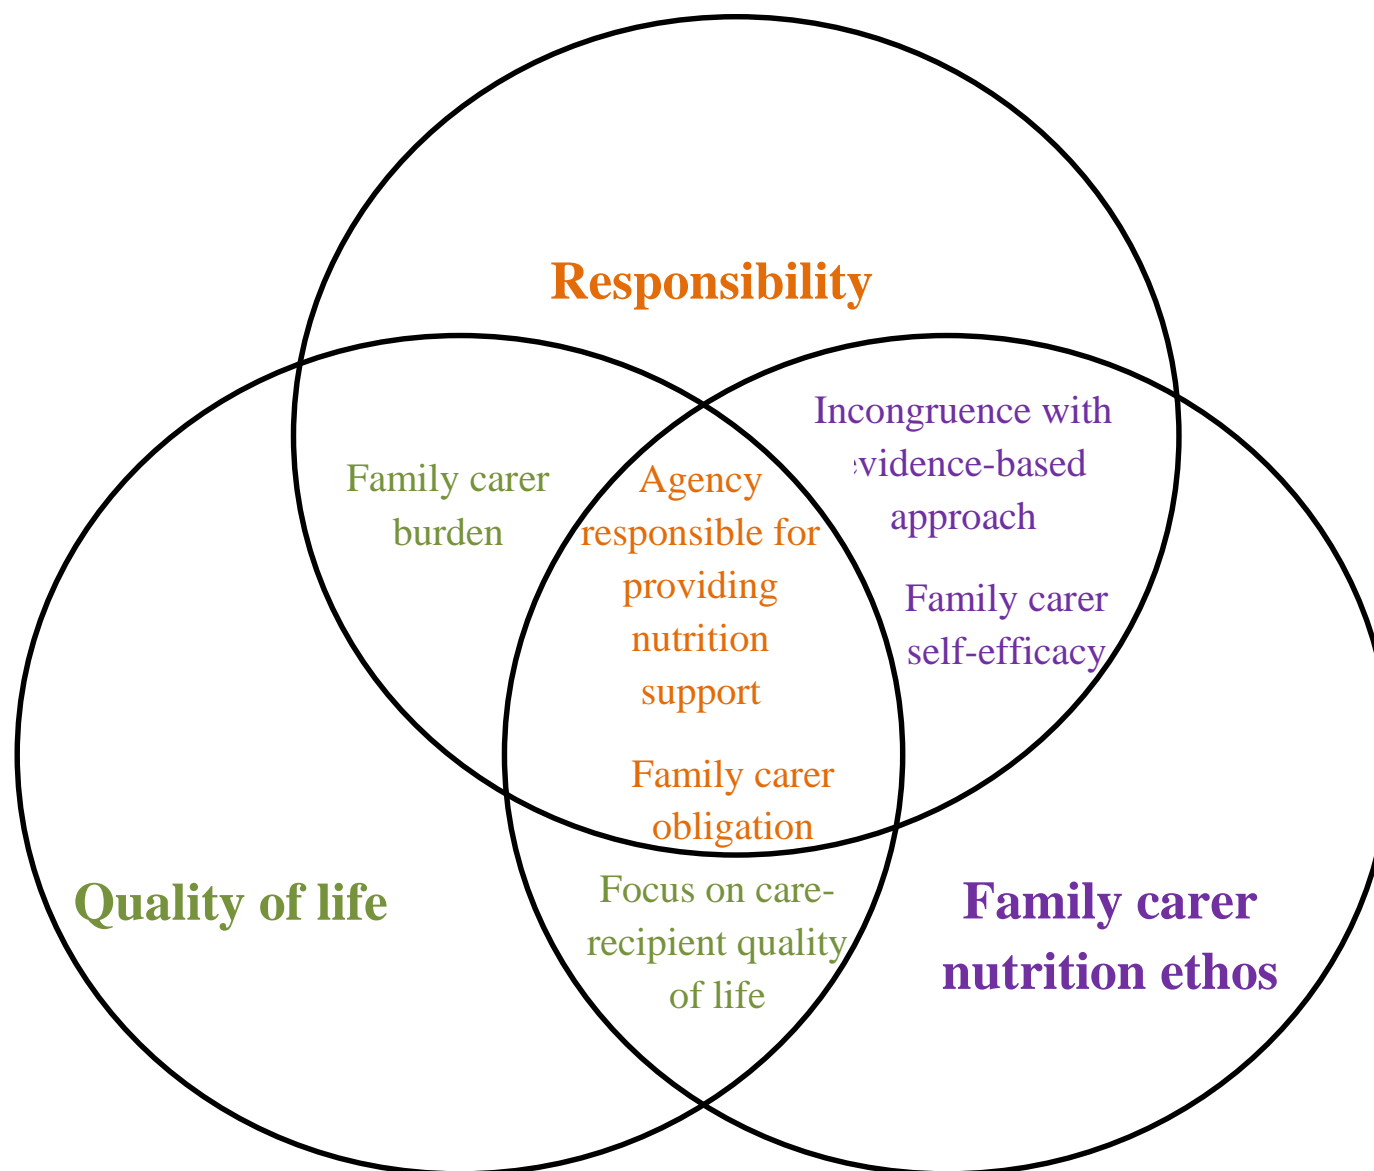 Responsibility
Family carer
burden
Agency
responsible for
providing
nutrition
support
Family carer
obligation
Incongruence with
evidence-based
approach
Family carer
self-efficacy
Quality of life
Focus on care-
recipient quality
of life
Family carer
nutrition ethos